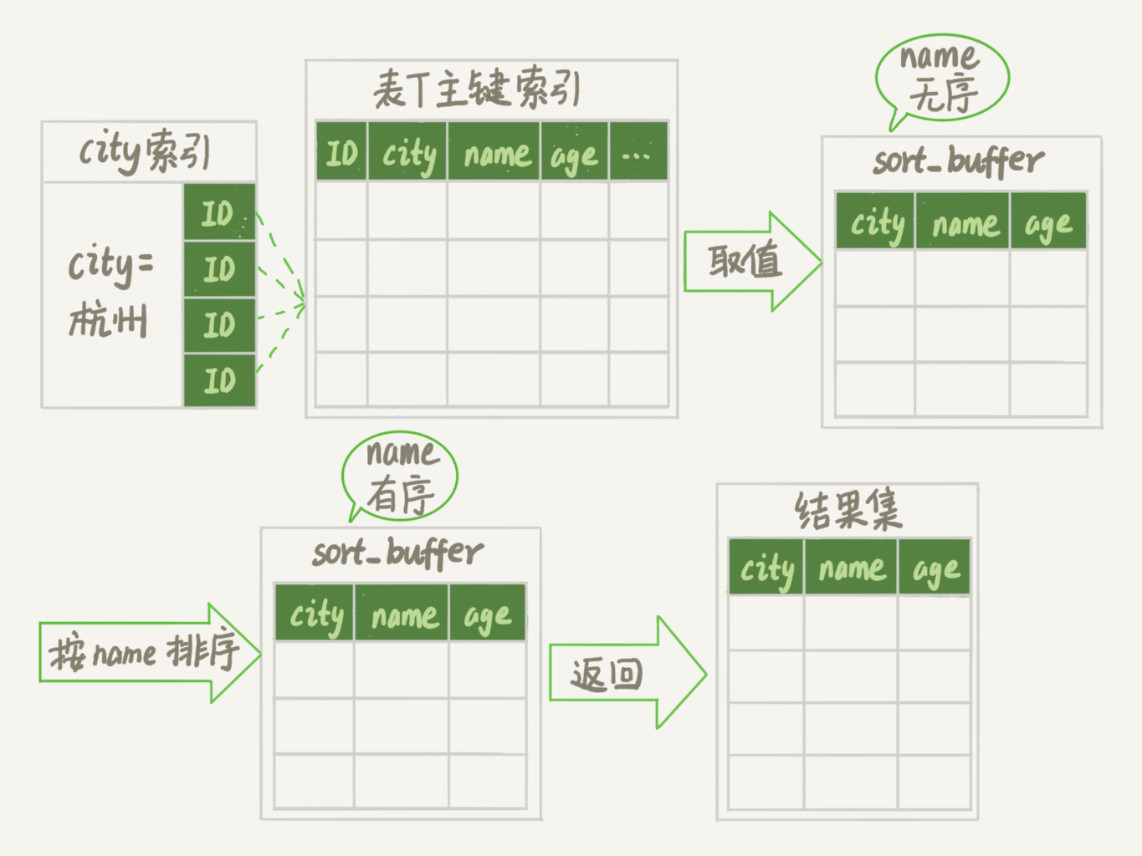 city索引
city=
杭州
ID
ID
ID
ID
表T主键索引
ID city name age ...
取值
name
无序
sort_buffer
city name age
按name排序
name
有序
sort_buffer
city name age
返回
结果集
city name age